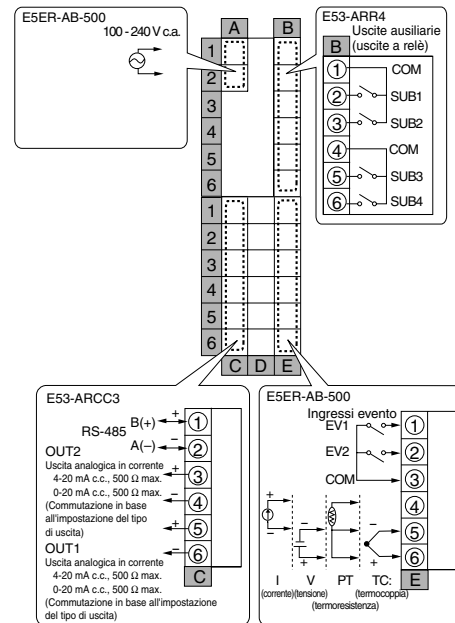 E5ER-AB-500
100 - 240 V c.a.
A
B
1
2
3
4
5
6
1
2
3
4
5
6
C D E
E53-ARR4
Uscite ausiliarie
(uscite a relè)
B
1 COM
2 SUB1
3 SUB2
4 COM
5 SUB3
6 SUB4
E53-ARCC3
RS-485
B(+) + 1
A(−) − 2
OUT2
Uscita analogica in corrente
4-20 mA c.c., 500 Ω max.
0-20 mA c.c., 500 Ω max.
(Commutazione in base
all'impostazione del tipo
di uscita)
+ 3
− 4
+ 5
− 6
OUT1
Uscita analogica in corrente
4-20 mA c.c., 500 Ω max.
0-20 mA c.c., 500 Ω max.
(Commutazione in base all'impostazione
del tipo di uscita)
C
E5ER-AB-500
Ingressi evento
EV1 1
EV2 2
COM 3
4
5
6
+ − − + − +
I V PT TC:
(corrente) (tensione) (termocoppia)
(termoresistenza)
E